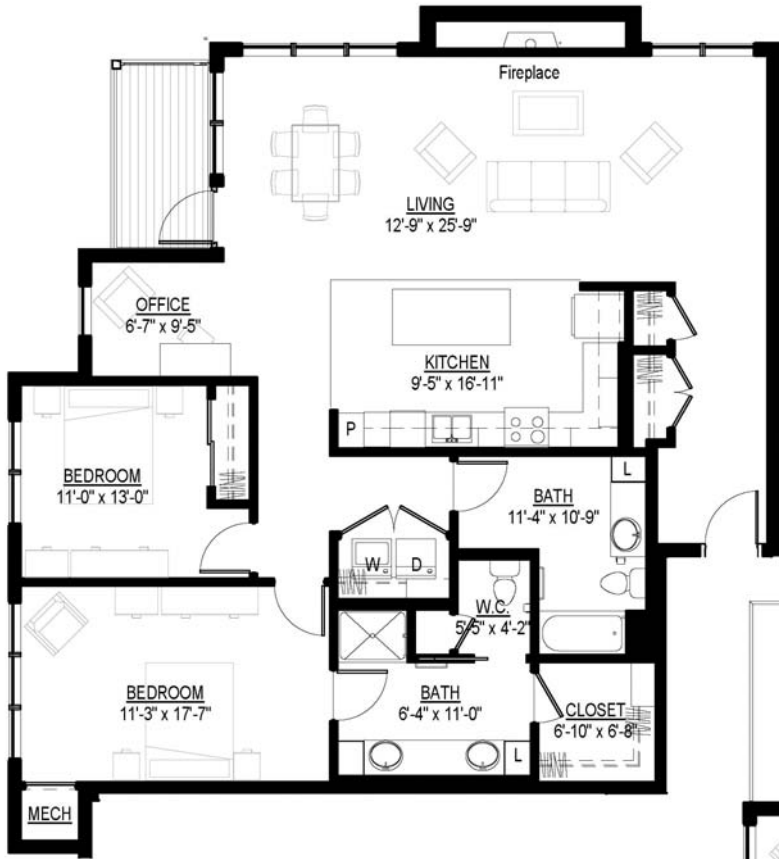 Fireplace
LIVING
12'-9" x 25'-9"
OFFICE
6'-7" x 9'-5"
KITCHEN
9'-5" x 16'-11"
P
BEDROOM
11'-0" x 13'-0"
L
BATH
11'-4" x 10'-9"
W D
W.C.
5'-5" x 4'-2"
BEDROOM
11'-3" x 17'-7"
BATH
6'-4" x 11'-0"
CLOSET
6'-10" x 6'-8"
L
MECH